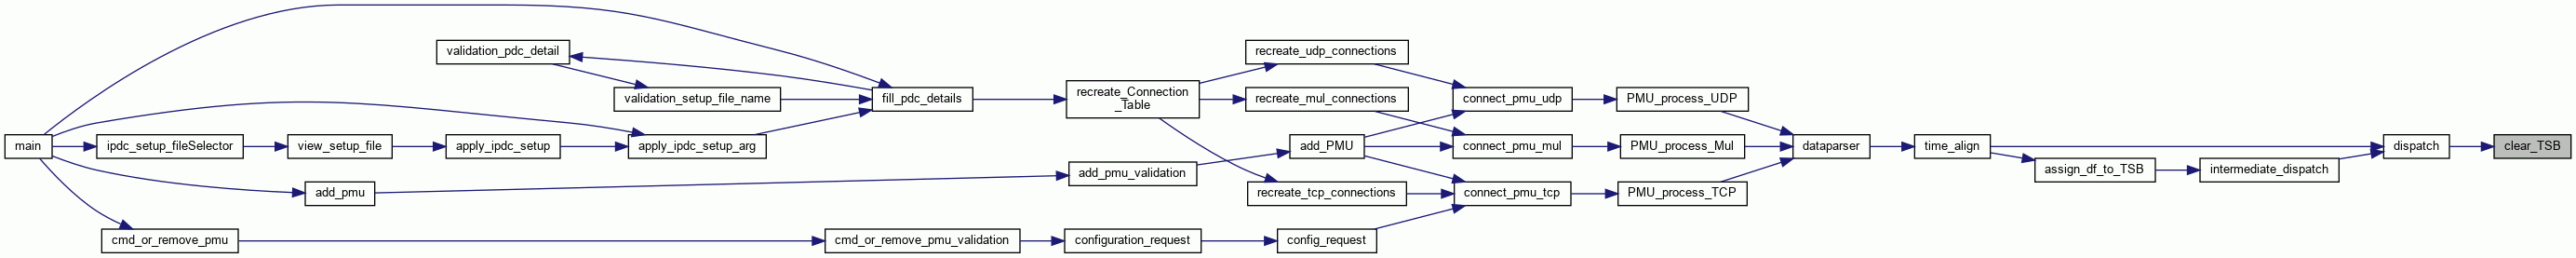 main
ipdc_setup_fileSelector
add_pmu
cmd_or_remove_pmu
view_setup_file
validation_pdc_detail
apply_ipdc_setup
validation_setup_file_name
apply_ipdc_setup_arg
cmd_or_remove_pmu_validation
fill_pdc_details
recreate_Connection
_Table
add_pmu_validation
configuration_request
recreate_udp_connections
recreate_mul_connections
add_PMU
recreate_tcp_connections
config_request
connect_pmu_udp
connect_pmu_mul
connect_pmu_tcp
PMU_process_UDP
PMU_process_Mul
PMU_process_TCP
dataparser
time_align
assign_df_to_TSB
intermediate_dispatch
dispatch
clear_TSB